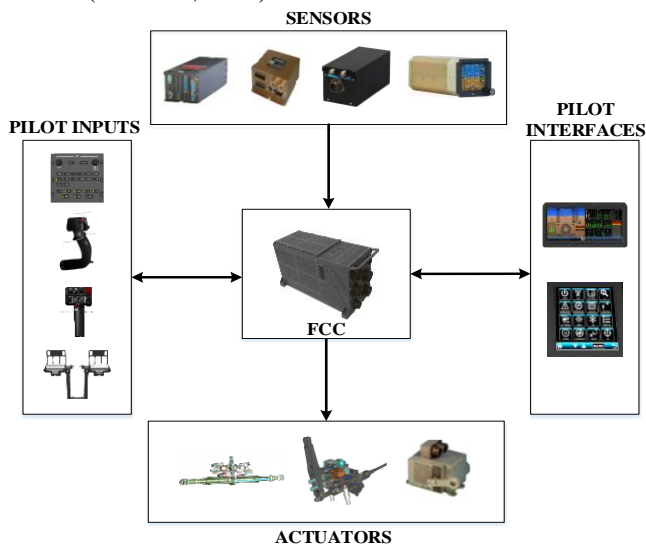 SENSORS
PILOT INPUTS
PILOT
INTERFACES
FCC
ACTUATORS